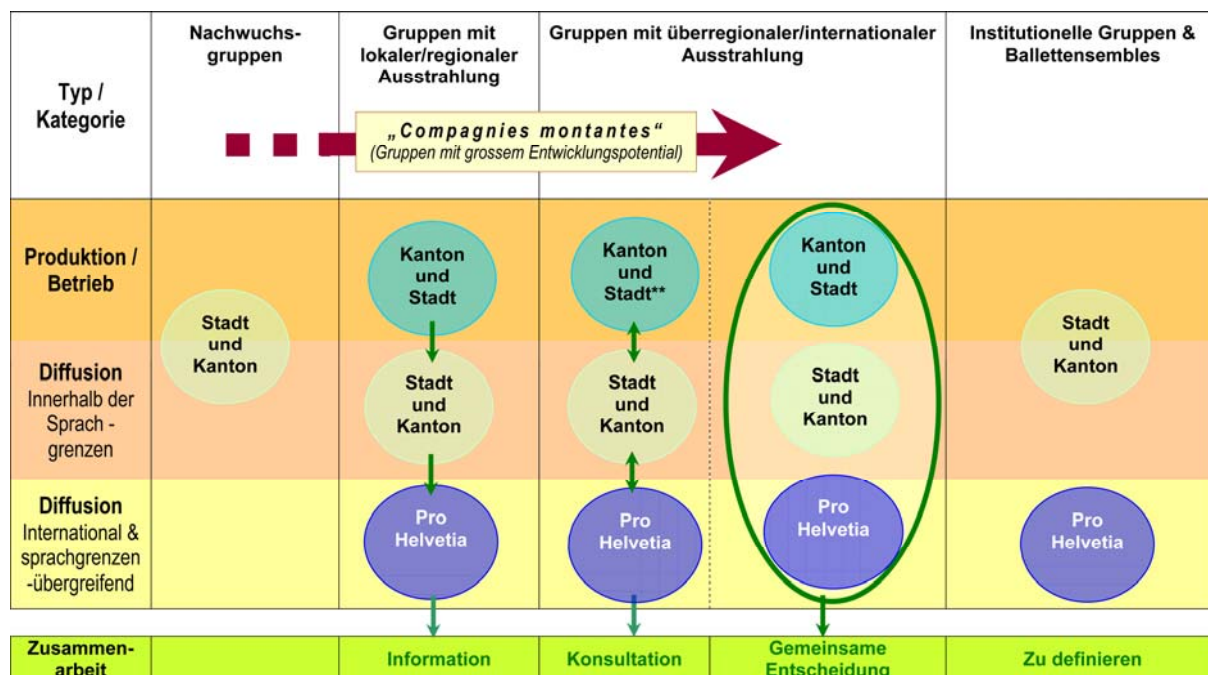 Typ /
Kategorie
Nachwuchs-
gruppen
Gruppen mit
lokaler/regionaler
Ausstrahlung
Gruppen mit überregionaler/internationaler
Ausstrahlung
Institutionelle Gruppen &
Ballettensembles
„Compagnies montantes“
(Gruppen mit grossem Entwicklungspotential)
Produktion /
Betrieb
Kanton
und
Stadt
Kanton
und
Stadt**
Kanton
und
Stadt
Stadt
und
Kanton
Stadt
und
Kanton
Diffusion
Innerhalb der
Sprach -
grenzen
Stadt
und
Kanton
Stadt
und
Kanton
Stadt
und
Kanton
Diffusion
International &
sprachgrenzen
-übergreifend
Pro
Helvetia
Pro
Helvetia
Pro
Helvetia
Pro
Helvetia
Zusammen-
arbeit
Information
Konsultation
Gemeinsame
Entscheidung
Zu definieren